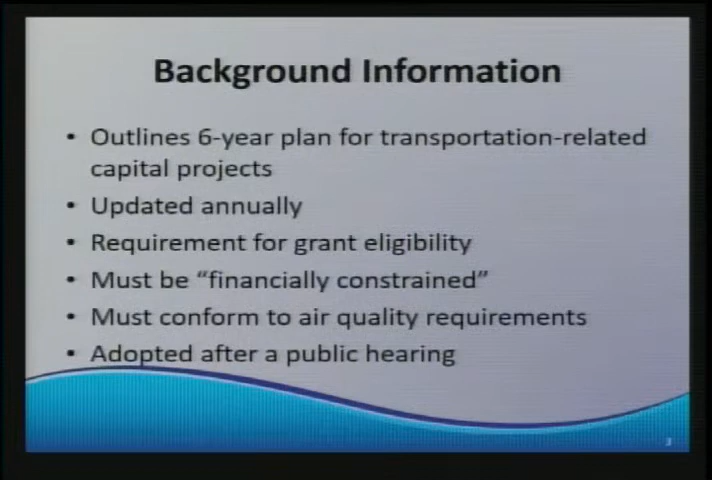 Background Information
• Outlines 6-year plan for transportation-related
capital projects
• Updated annually
• Requirement for grant eligibility
• Must be “financially constrained”
• Must conform to air quality requirements
• Adopted after a public hearing